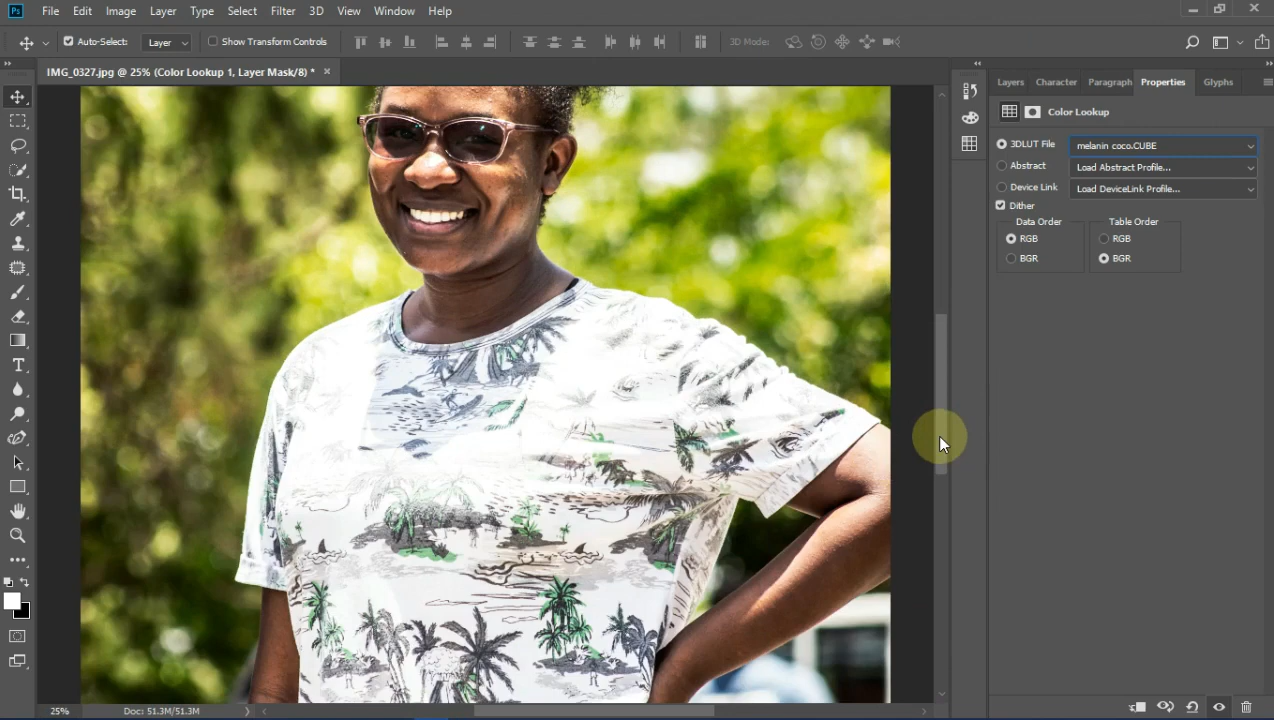 Ps File Edit Image Layer Type Select Filter 3D View Window Help
Auto-Select: Layer Show Transform Controls 3D Mode:
IMG_0327.jpg @ 25% (Color Lookup 1, Layer Mask/8) * ×
Layers Character Paragraph Properties Glyphs
Color Lookup
3DLUT File melanin coco.CUBE
Abstract Load Abstract Profile...
Device Link Load DeviceLink Profile...
Dither
Data Order Table Order
RGB RGB
BGR BGR
25% Doc: 51.3M/51.3M